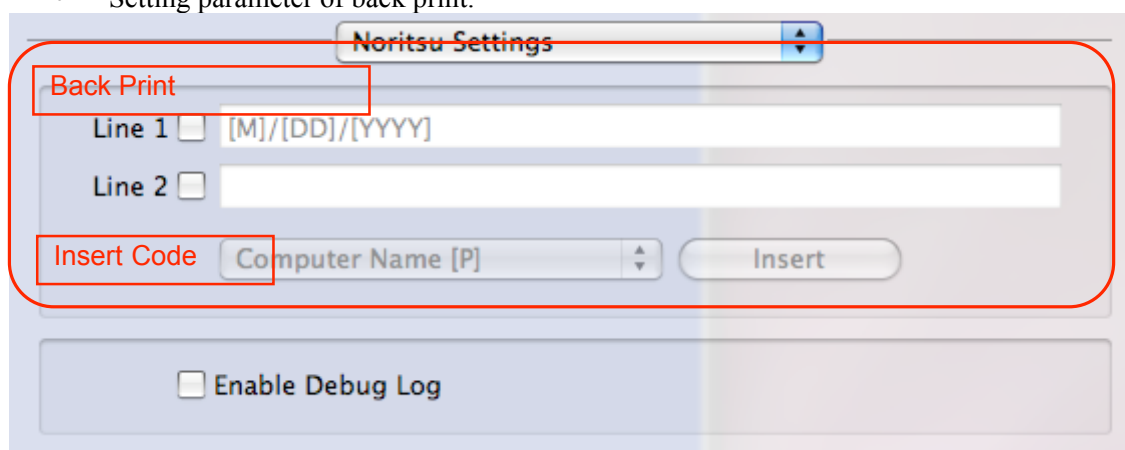 Setting parameter of back print.
Noritsu Settings
Back Print
Line 1 [M]/[DD]/[YYYY]
Line 2
Insert Code Computer Name [P] Insert
Enable Debug Log